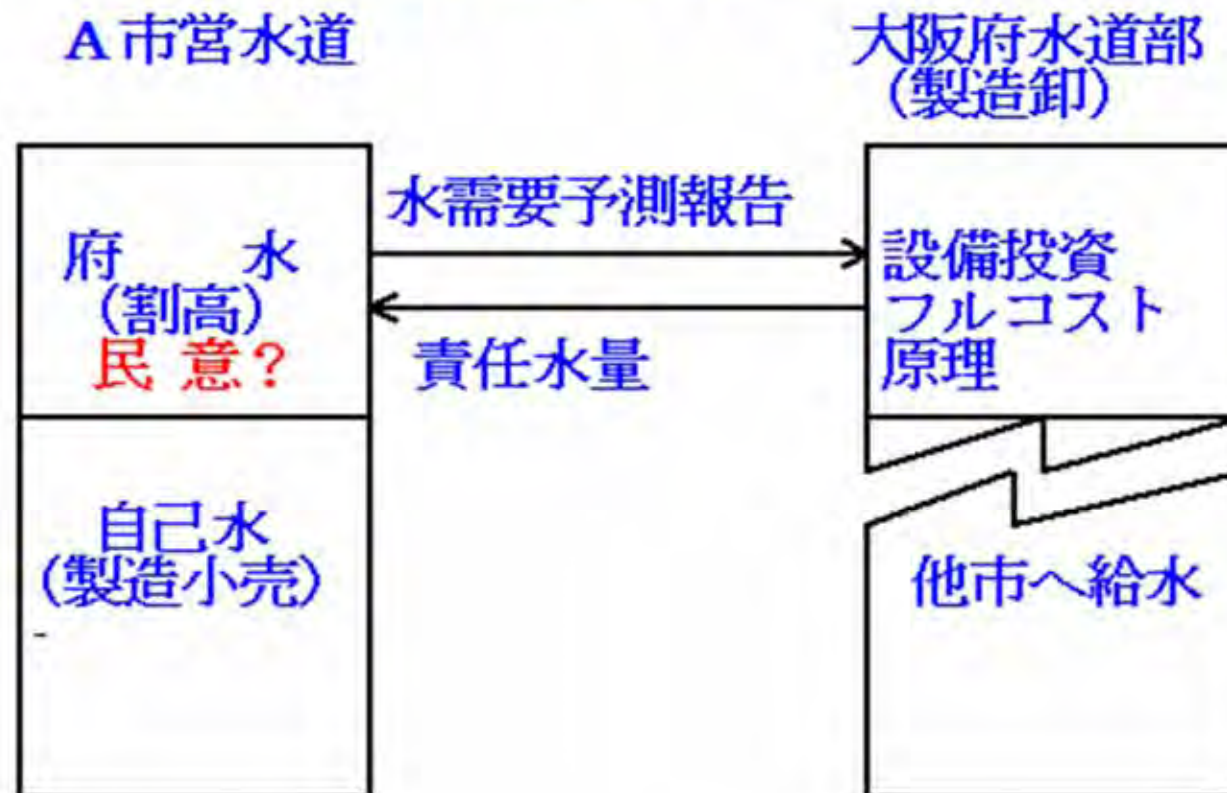 A市営水道
大阪府水道部
(製造卸)
水需要予測報告
府　　水
(割高)
民 意?
設備投資
フルコスト
原理
責任水量
自己水
(製造小売)
他市へ給水